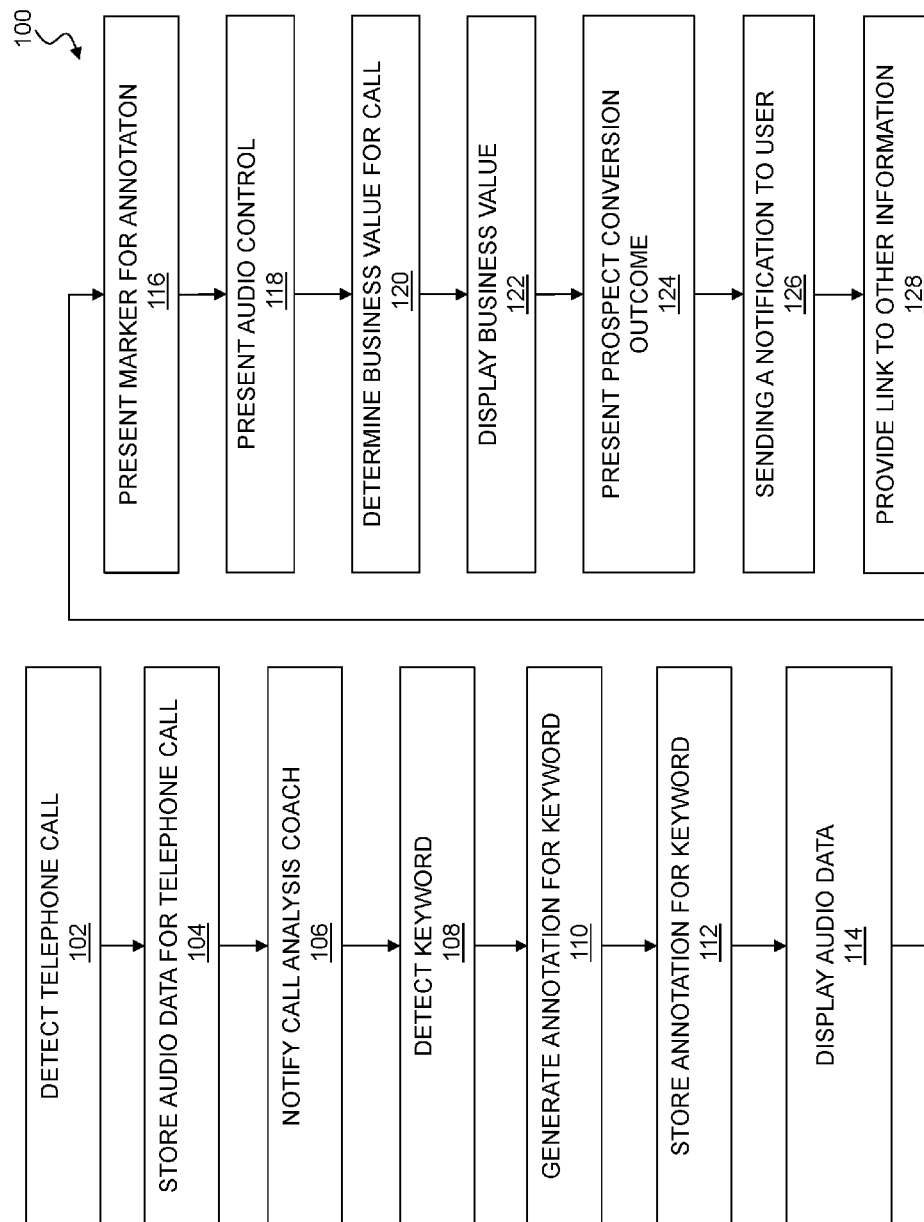 100
DETECT TELEPHONE CALL
102
STORE AUDIO DATA FOR TELEPHONE CALL
104
NOTIFY CALL ANALYSIS COACH
106
DETECT KEYWORD
108
GENERATE ANNOTATION FOR KEYWORD
110
STORE ANNOTATION FOR KEYWORD
112
DISPLAY AUDIO DATA
114
PRESENT MARKER FOR ANNOTATON
116
PRESENT AUDIO CONTROL
118
DETERMINE BUSINESS VALUE FOR CALL
120
DISPLAY BUSINESS VALUE
122
PRESENT PROSPECT CONVERSION
OUTCOME
124
SENDING A NOTIFICATION TO USER
126
PROVIDE LINK TO OTHER INFORMATION
128